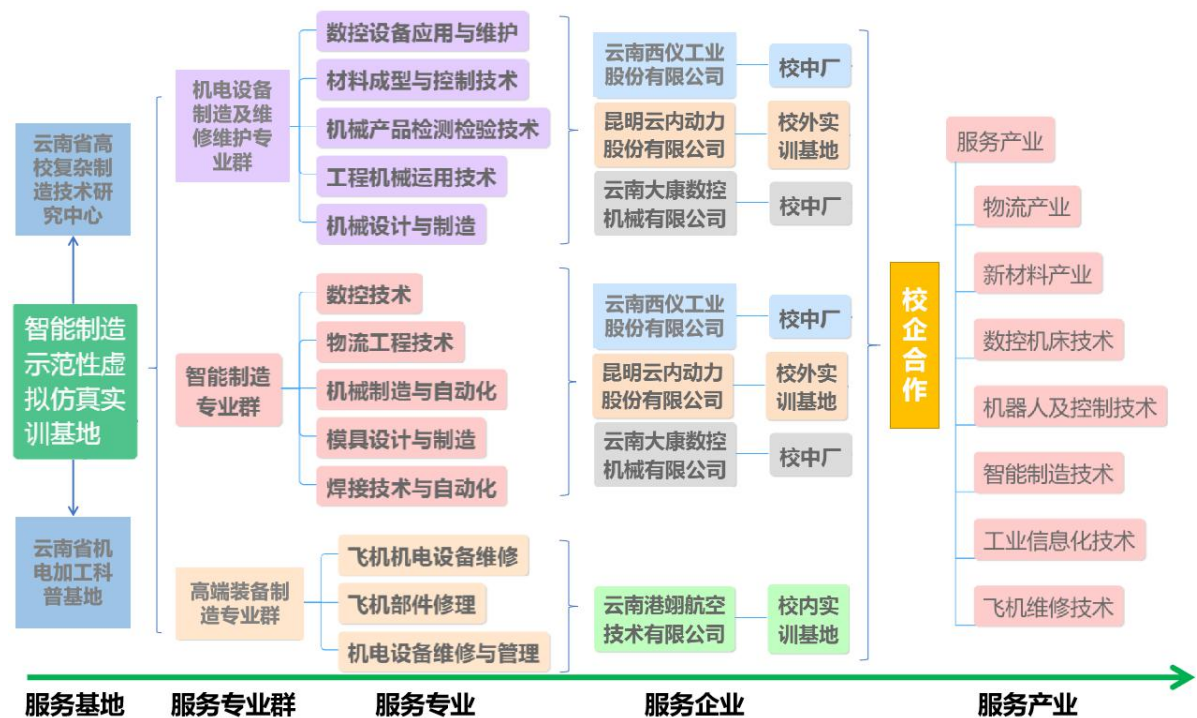 云南省高
校复杂制
造技术研
究中心
智能制造
示范性虚
拟仿真实
训基地
云南省机
电加工科
普基地
机电设备
制造及维
修维护专
业群
数控设备应用与维护
材料成型与控制技术
机械产品检测检验技术
工程机械运用技术
机械设计与制造
云南西仪工业
股份有限公司
校中厂
昆明云内动力
股份有限公司
校外实
训基地
云南大康数控
机械有限公司
校中厂
智能制造
专业群
数控技术
物流工程技术
机械制造与自动化
模具设计与制造
焊接技术与自动化
云南西仪工业
股份有限公司
校中厂
昆明云内动力
股份有限公司
校外实
训基地
云南大康数控
机械有限公司
校中厂
高端装备制
造专业群
飞机机电设备维修
飞机部件修理
机电设备维修与管理
云南港翊航空
技术有限公司
校内实
训基地
校企合作
服务产业
物流产业
新材料产业
数控机床技术
机器人及控制技术
智能制造技术
工业信息化技术
飞机维修技术
服务基地
服务专业群
服务专业
服务企业
服务产业